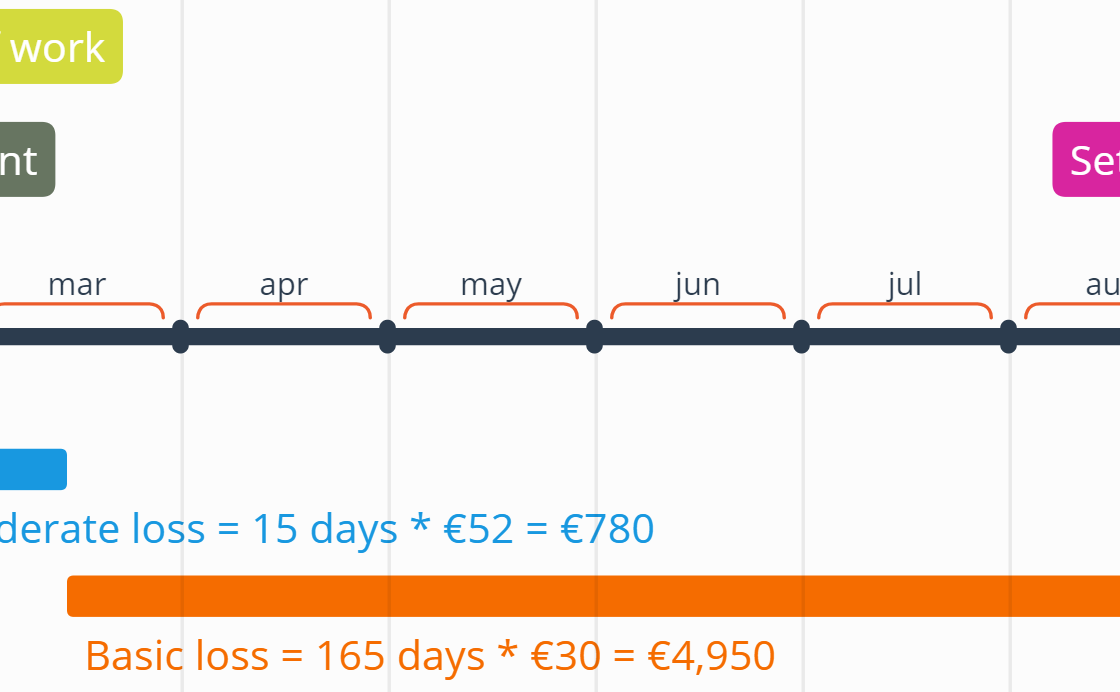 work
nt
Set
mar apr may jun jul au
derate loss = 15 days * €52 = €780
Basic loss = 165 days * €30 = €4,950